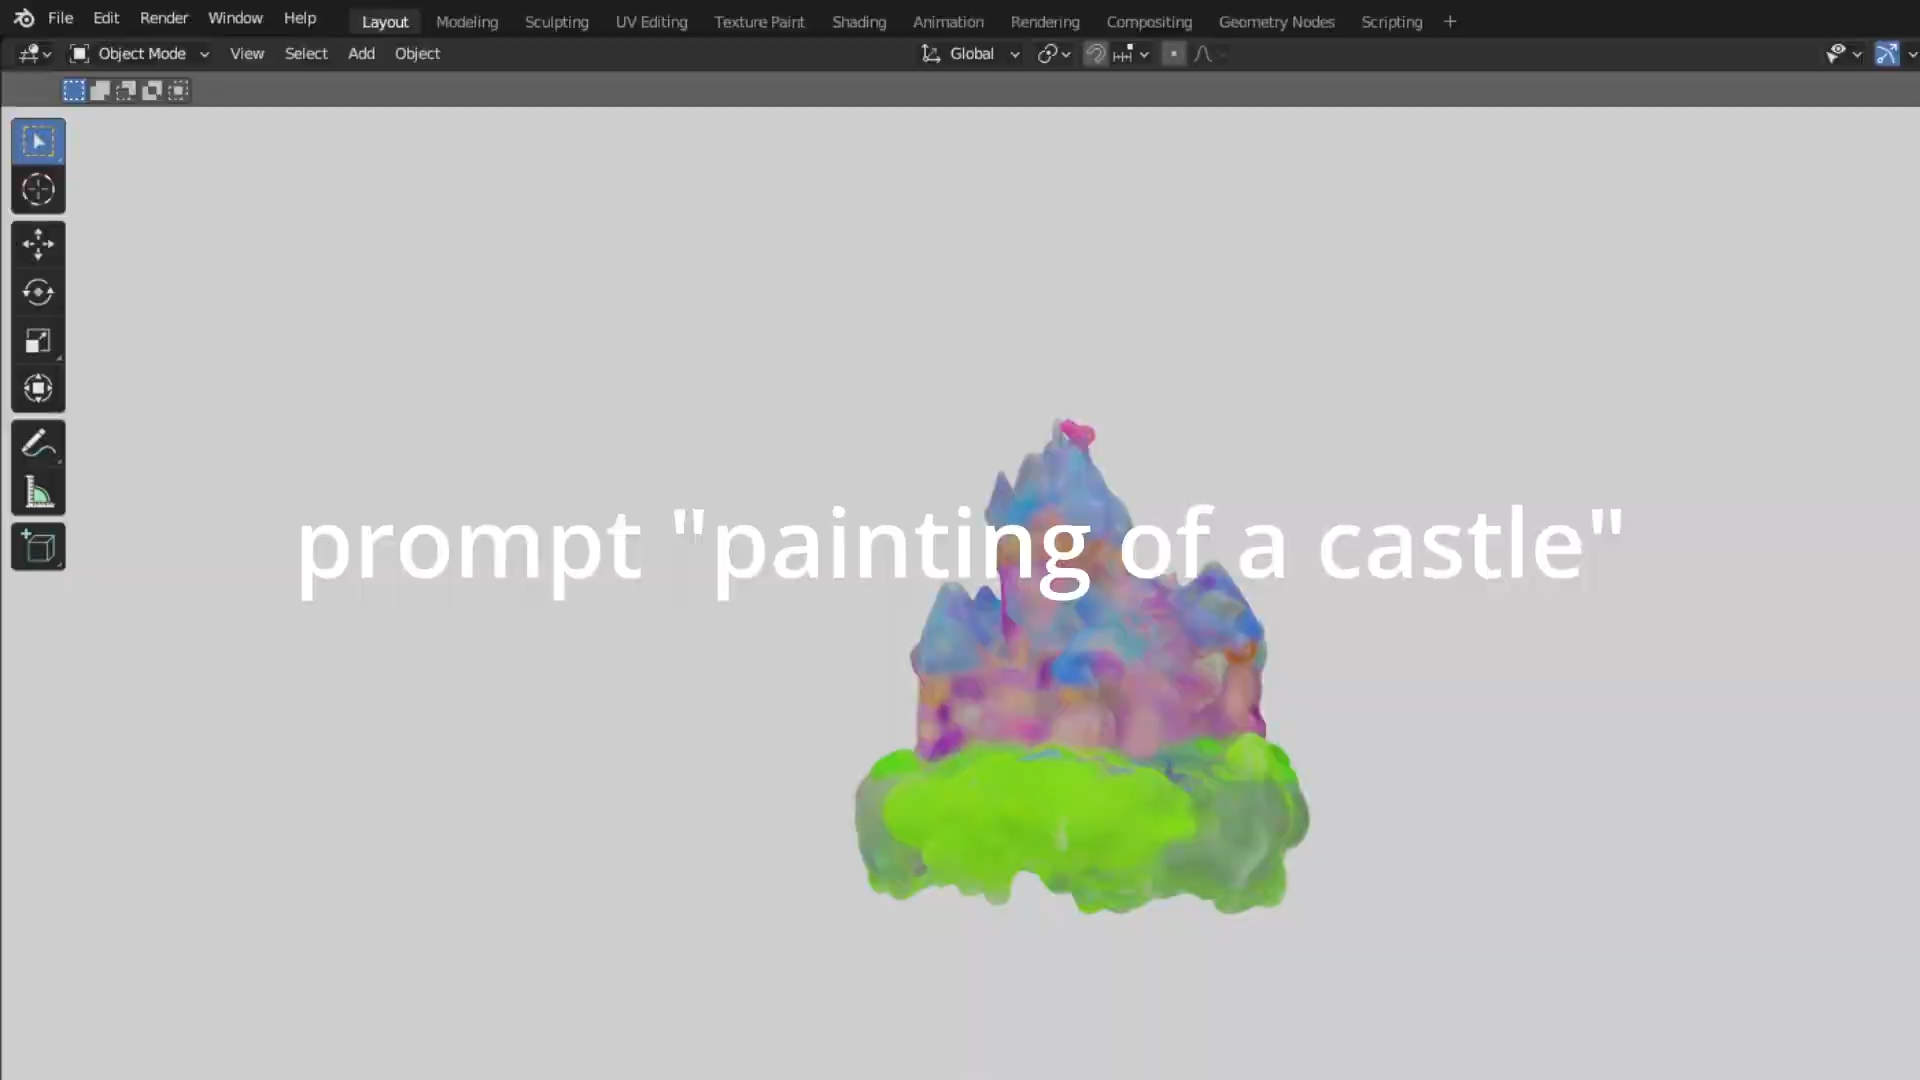 File Edit Render Window Help Layout Modeling Sculpting UV Editing Texture Paint Shading Animation Rendering Compositing Geometry Nodes Scripting +
Object Mode View Select Add Object Global
prompt "painting of a castle"